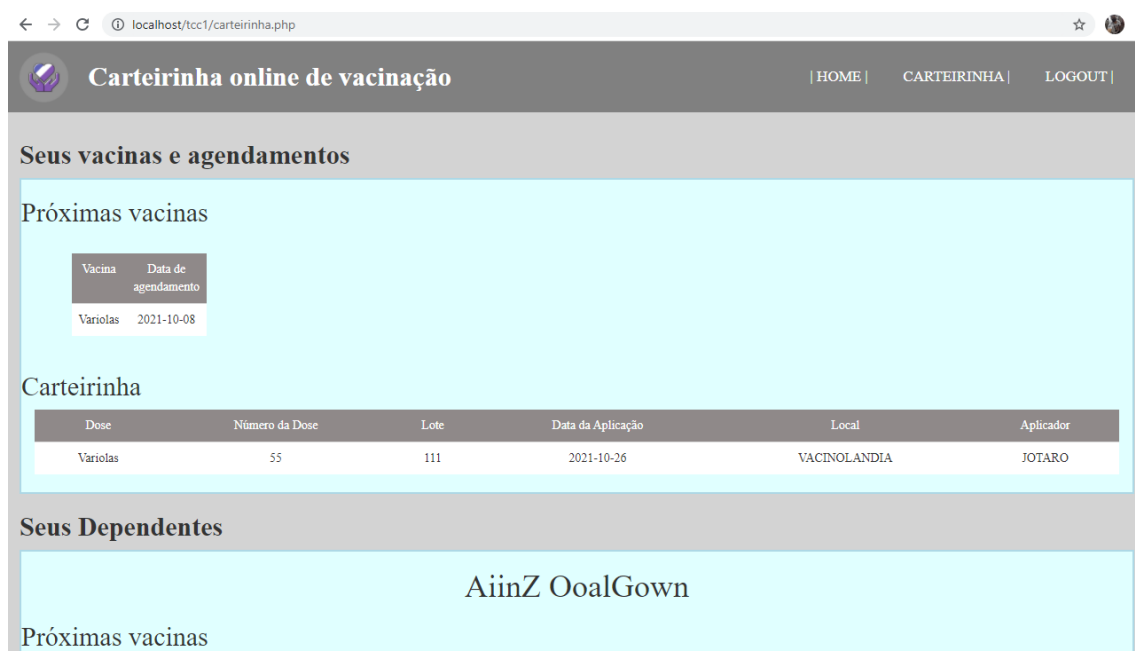 localhost/tcc1/carteirinha.php
Carteirinha online de vacinação | HOME | CARTEIRINHA | LOGOUT |
Seus vacinas e agendamentos
Próximas vacinas
Vacina Data de
agendamento
Variolas 2021-10-08
Carteirinha
Dose Número da Dose Lote Data da Aplicação Local Aplicador
Variolas 55 111 2021-10-26 VACINOLANDIA JOTARO
Seus Dependentes
AiinZ OoalGown
Próximas vacinas